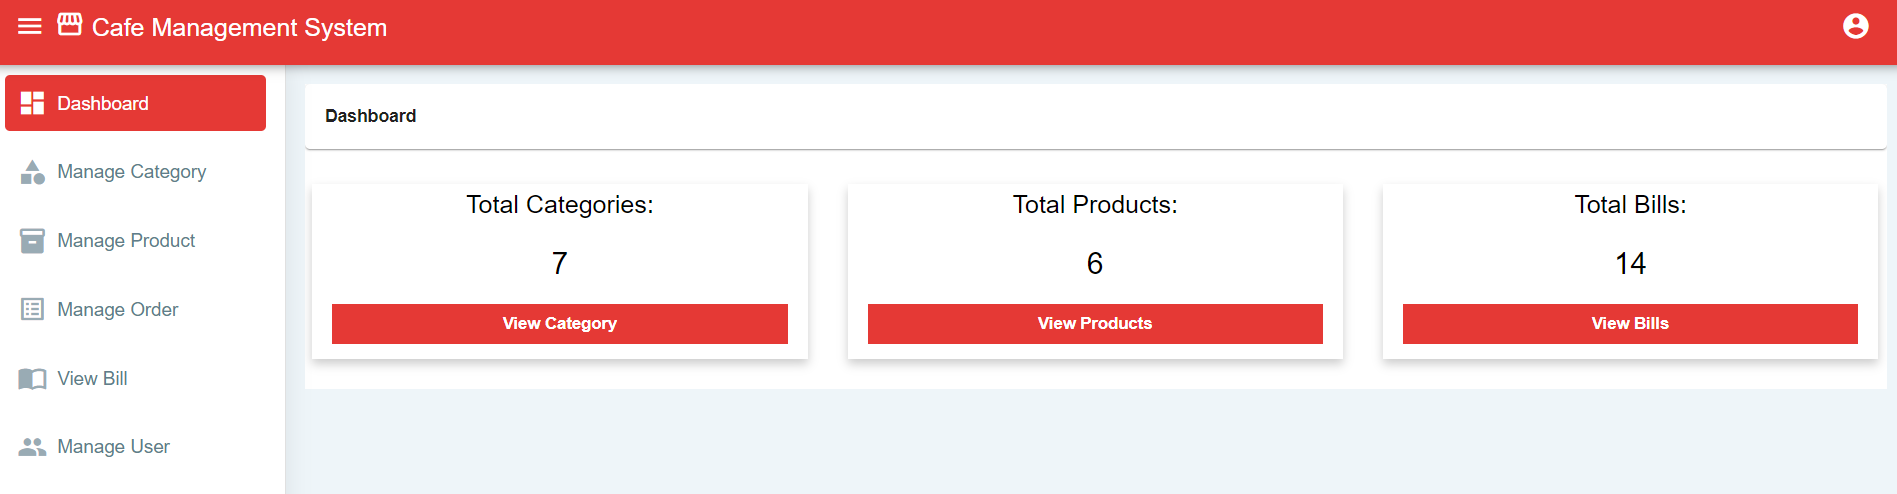 Cafe Management System
Dashboard
Manage Category
Manage Product
Manage Order
View Bill
Manage User
Dashboard
Total Categories:
7
View Category
Total Products:
6
View Products
Total Bills:
14
View Bills